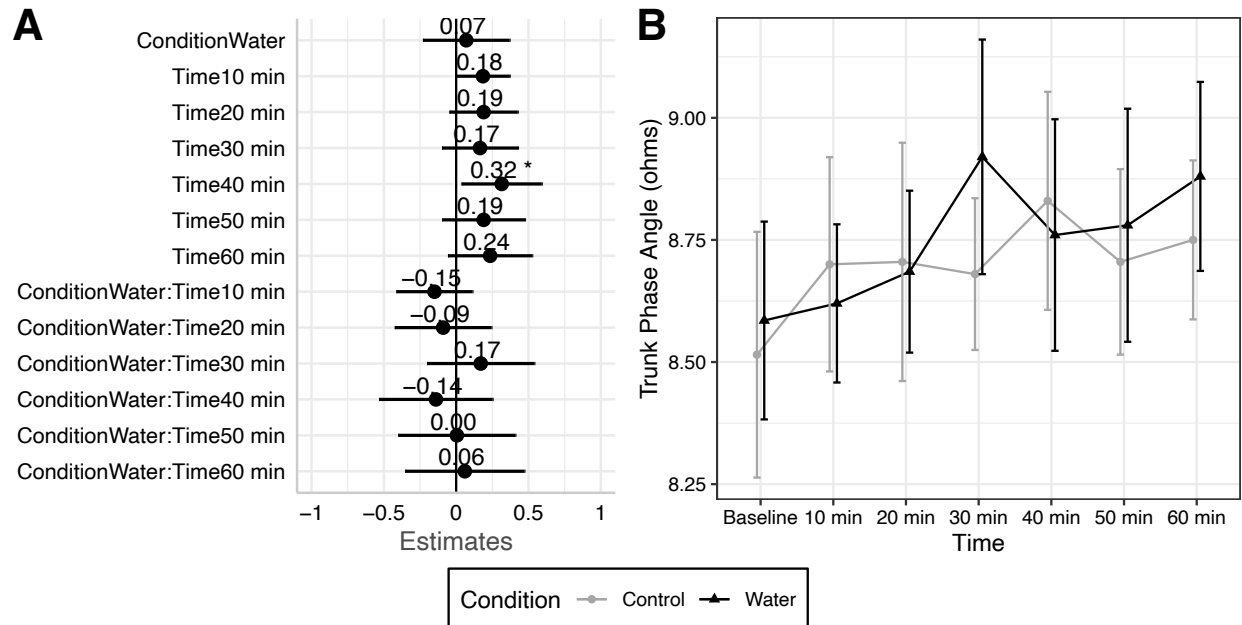 A
ConditionWater 0.07
Time10 min 0.18
Time20 min 0.19
Time30 min 0.17
Time40 min 0.32 *
Time50 min 0.19
Time60 min 0.24
ConditionWater:Time10 min −0.15
ConditionWater:Time20 min −0.09
ConditionWater:Time30 min 0.17
ConditionWater:Time40 min −0.14
ConditionWater:Time50 min 0.00
ConditionWater:Time60 min 0.06
−1 −0.5 0 0.5 1
Estimates
B
Trunk Phase Angle (ohms)
9.00
8.75
8.50
8.25
Baseline 10 min 20 min 30 min 40 min 50 min 60 min
Time
Condition Control Water